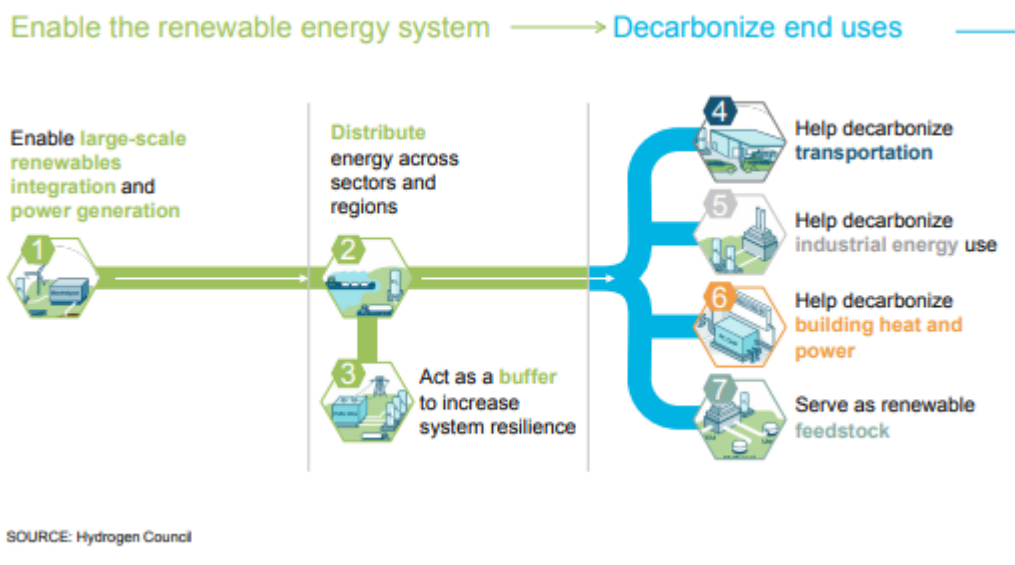 Enable the renewable energy system
Decarbonize end uses
Enable large-scale
renewables
integration and
power generation
1
Distribute
energy across
sectors and
regions
2
3
Act as a buffer
to increase
system resilience
4
Help decarbonize
transportation
5
Help decarbonize
industrial energy use
6
Help decarbonize
building heat and
power
7
Serve as renewable
feedstock
SOURCE: Hydrogen Council